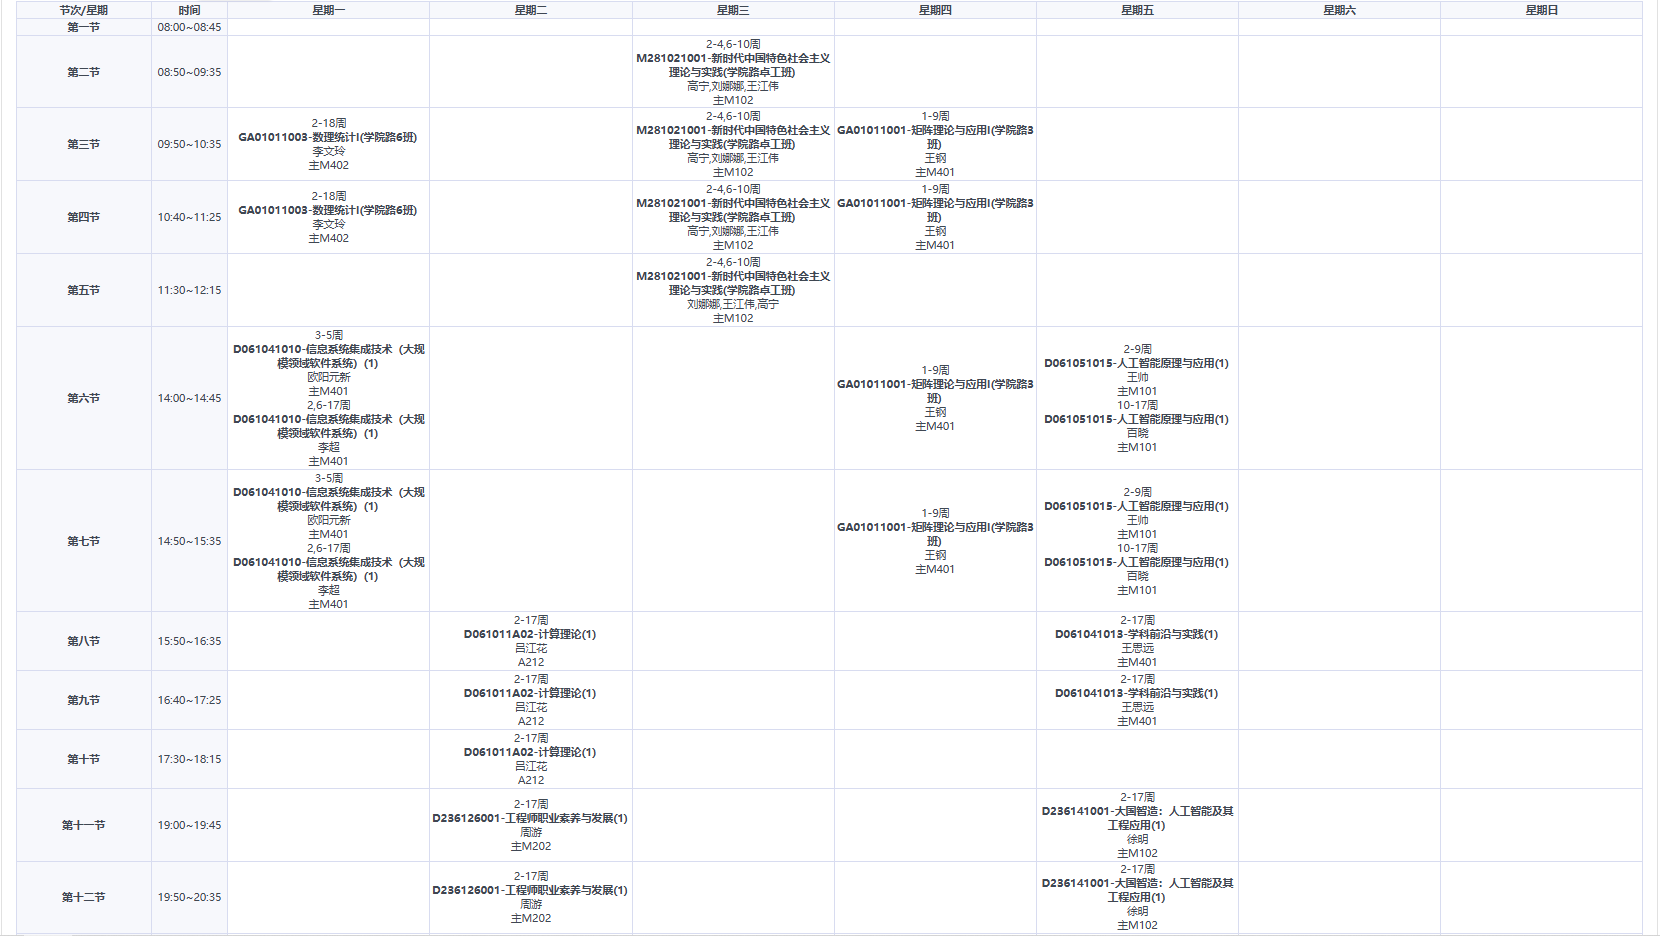 节次/星期 时间 星期一 星期二 星期三 星期四 星期五 星期六 星期日
第一节 08:00~08:45
第二节 08:50~09:35
2-4,6-10周
M281021001-新时代中国特色社会主义
理论与实践(学院路卓工班)
高宁,刘娜娜,王江伟
主M102
第三节 09:50~10:35
2-18周
GA01011003-数理统计I(学院路6班)
李文玲
主M402
2-4,6-10周
M281021001-新时代中国特色社会主义
理论与实践(学院路卓工班)
高宁,刘娜娜,王江伟
主M102
1-9周
GA01011001-矩阵理论与应用I(学院路3
班)
王钢
主M401
第四节 10:40~11:25
2-18周
GA01011003-数理统计I(学院路6班)
李文玲
主M402
2-4,6-10周
M281021001-新时代中国特色社会主义
理论与实践(学院路卓工班)
高宁,刘娜娜,王江伟
主M102
1-9周
GA01011001-矩阵理论与应用I(学院路3
班)
王钢
主M401
第五节 11:30~12:15
2-4,6-10周
M281021001-新时代中国特色社会主义
理论与实践(学院路卓工班)
刘娜娜,王江伟,高宁
主M102
第六节 14:00~14:45
3-5周
D061041010-信息系统集成技术（大规
模领域软件系统）(1)
欧阳元新
主M401
2,6-17周
D061041010-信息系统集成技术（大规
模领域软件系统）(1)
李超
主M401
1-9周
GA01011001-矩阵理论与应用I(学院路3
班)
王钢
主M401
2-9周
D061051015-人工智能原理与应用(1)
王帅
主M101
10-17周
D061051015-人工智能原理与应用(1)
百晓
主M101
第七节 14:50~15:35
3-5周
D061041010-信息系统集成技术（大规
模领域软件系统）(1)
欧阳元新
主M401
2,6-17周
D061041010-信息系统集成技术（大规
模领域软件系统）(1)
李超
主M401
1-9周
GA01011001-矩阵理论与应用I(学院路3
班)
王钢
主M401
2-9周
D061051015-人工智能原理与应用(1)
王帅
主M101
10-17周
D061051015-人工智能原理与应用(1)
百晓
主M101
第八节 15:50~16:35
2-17周
D061011A02-计算理论(1)
吕江花
A212
2-17周
D061041013-学科前沿与实践(1)
王思远
主M401
第九节 16:40~17:25
2-17周
D061011A02-计算理论(1)
吕江花
A212
2-17周
D061041013-学科前沿与实践(1)
王思远
主M401
第十节 17:30~18:15
2-17周
D061011A02-计算理论(1)
吕江花
A212
第十一节 19:00~19:45
2-17周
D236126001-工程师职业素养与发展(1)
周游
主M202
2-17周
D236141001-大国智造：人工智能及其
工程应用(1)
徐明
主M102
第十二节 19:50~20:35
2-17周
D236126001-工程师职业素养与发展(1)
周游
主M202
2-17周
D236141001-大国智造：人工智能及其
工程应用(1)
徐明
主M102